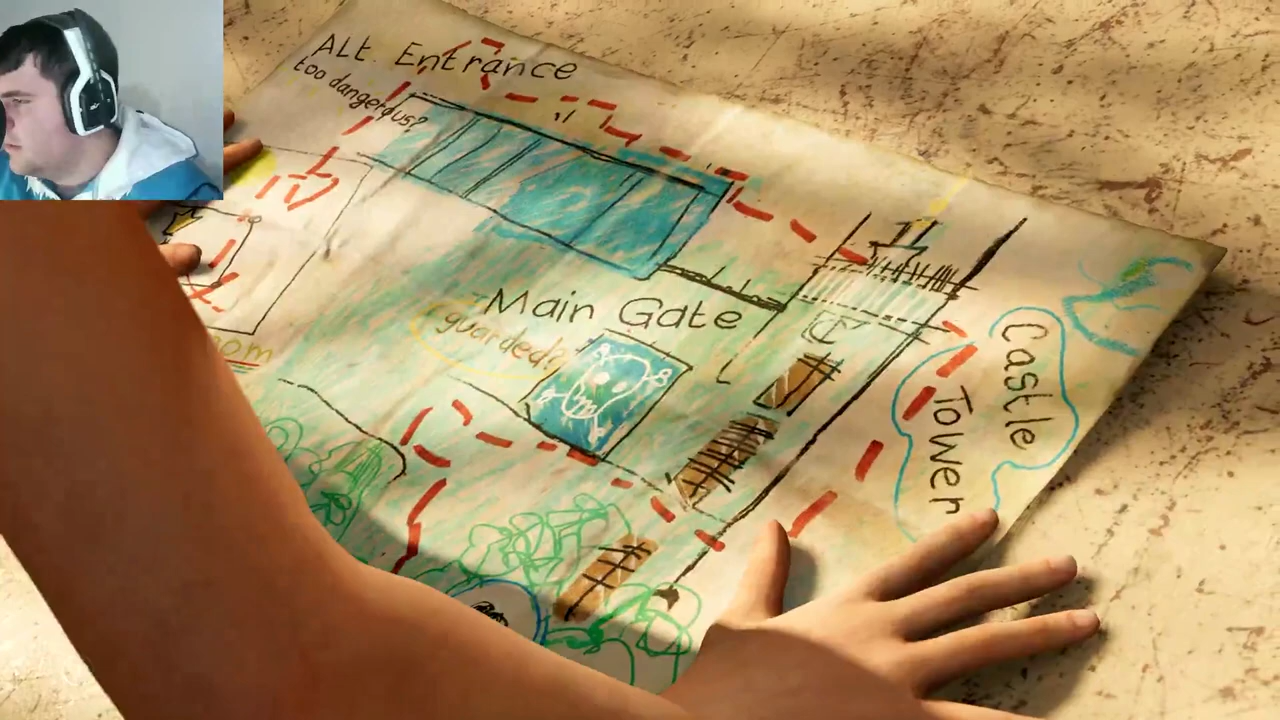 ALt. Entrance
too dangerous?
Main Gate
guarded?
Castle
Tower